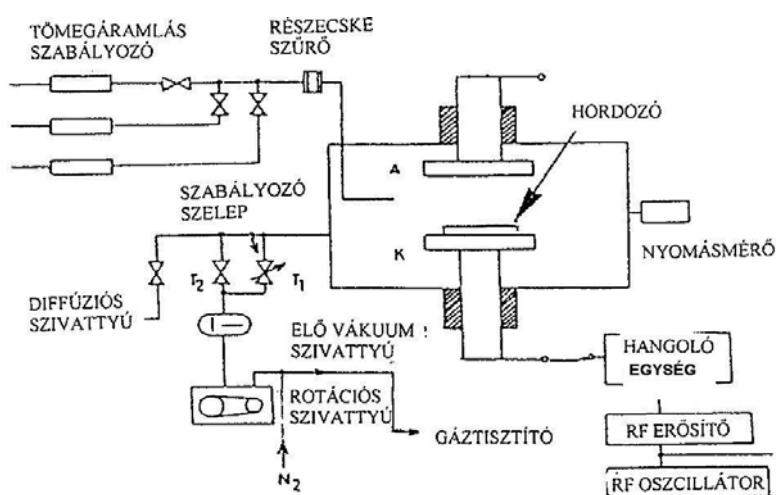 TÖMEGÁRAMLÁS
SZABÁLYOZÓ
RÉSZECSKE
SZŰRŐ
HORDOZÓ
A
SZABÁLYOZÓ
SZELEP
K
NYOMÁSMÉRŐ
T2
T1
DIFFÚZIÓS
SZIVATTYÚ
ELŐ VÁKUUM
SZIVATTYÚ
HANGOLÓ
EGYSÉG
ROTÁCIÓS
SZIVATTYÚ
GÁZTISZTÍTÓ
RF ERŐSÍTŐ
N2
RF OSZCILLÁTOR